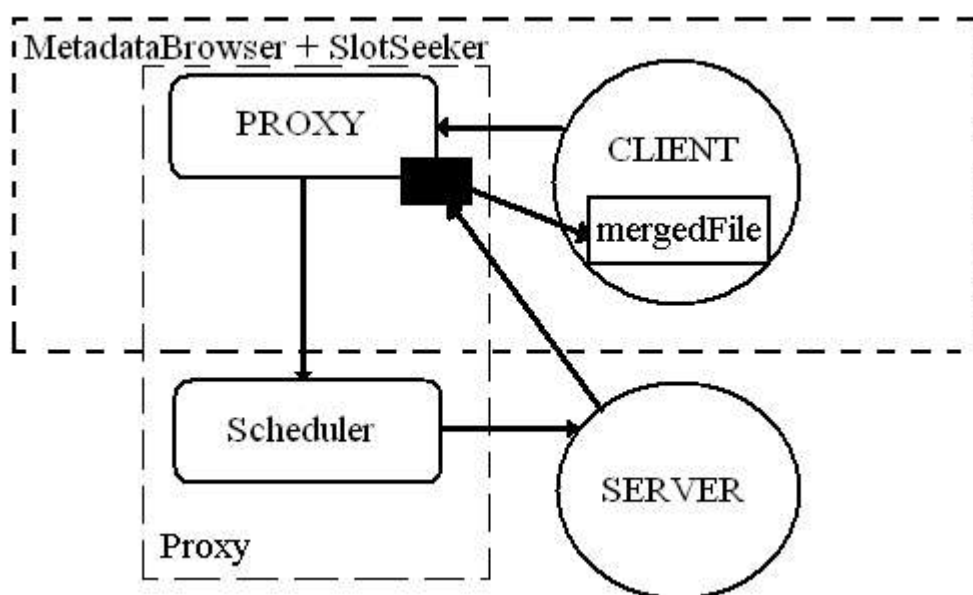 MetadataBrowser + SlotSeeker
PROXY
CLIENT
mergedFile
Scheduler
SERVER
Proxy